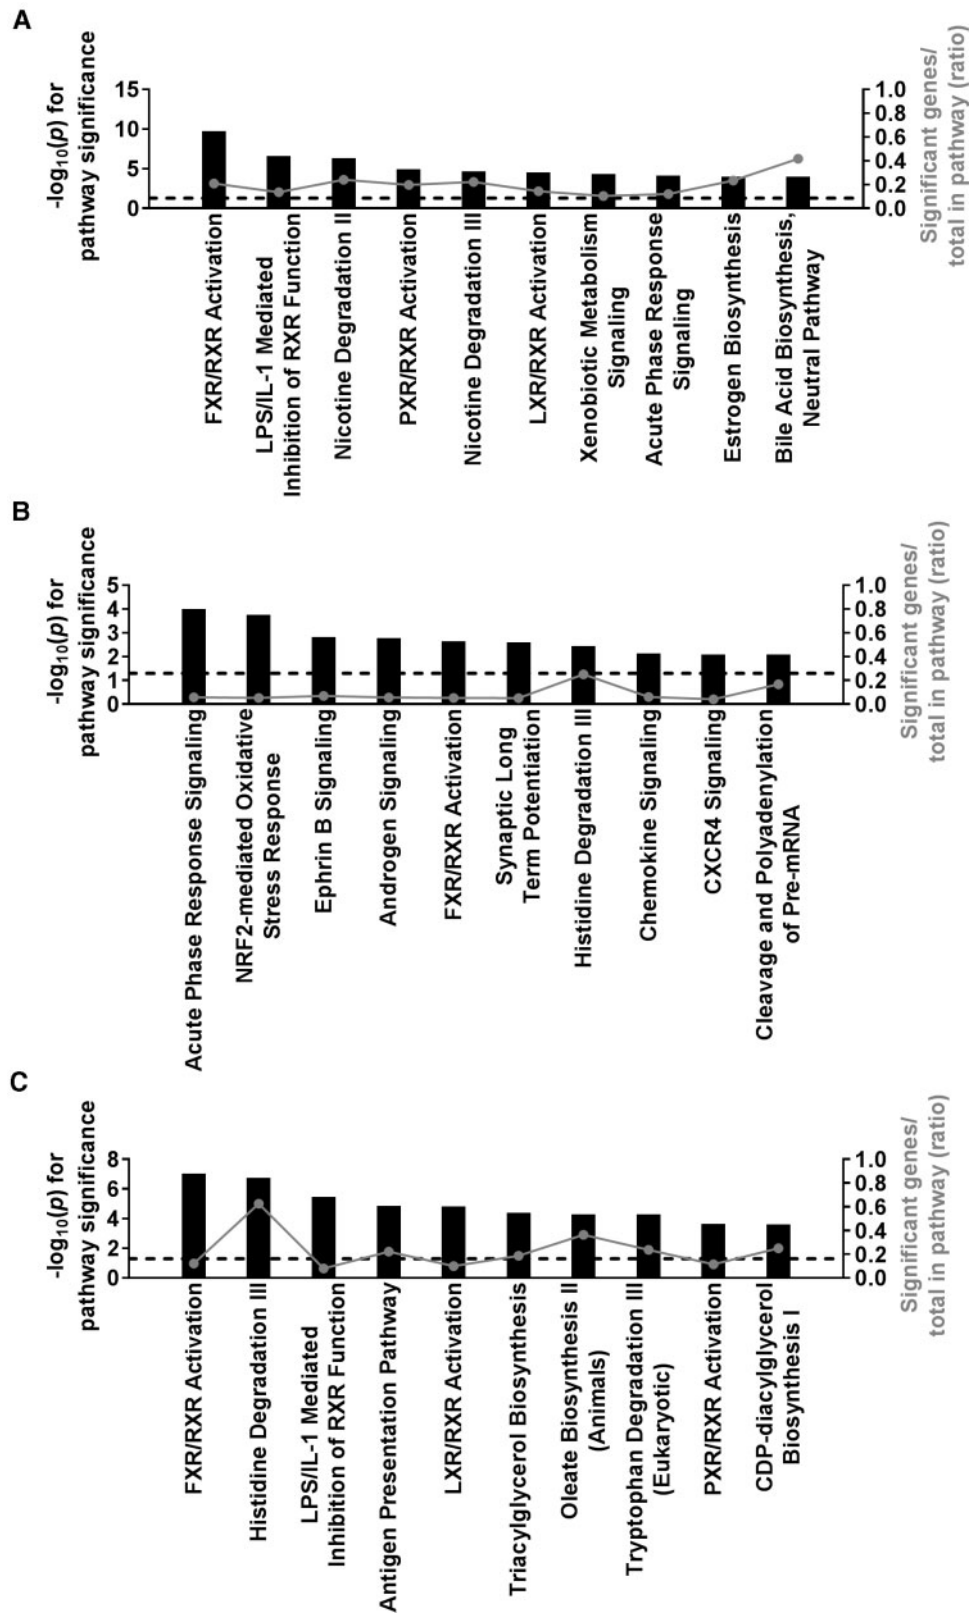 A
-log10(p) for
pathway significance
15
10
5
0
1.0
0.8
0.6
0.4
0.2
0.0
Significant genes/
total in pathway (ratio)
FXR/RXR Activation
LPS/IL-1 Mediated
Inhibition of RXR Function
Nicotine Degradation II
PXR/RXR Activation
Nicotine Degradation III
LXR/RXR Activation
Xenobiotic Metabolism
Signaling
Acute Phase Response
Signaling
Estrogen Biosynthesis
Bile Acid Biosynthesis,
Neutral Pathway
B
-log10(p) for
pathway significance
5
4
3
2
1
0
1.0
0.8
0.6
0.4
0.2
0.0
Significant genes/
total in pathway (ratio)
Acute Phase Response Signaling
NRF2-mediated Oxidative
Stress Response
Ephrin B Signaling
Androgen Signaling
FXR/RXR Activation
Synaptic Long
Term Potentiation
Histidine Degradation III
Chemokine Signaling
CXCR4 Signaling
Cleavage and Polyadenylation
of Pre-mRNA
C
-log10(p) for
pathway significance
8
6
4
2
0
1.0
0.8
0.6
0.4
0.2
0.0
Significant genes/
total in pathway (ratio)
FXR/RXR Activation
Histidine Degradation III
LPS/IL-1 Mediated
Inhibition of RXR Function
Antigen Presentation Pathway
LXR/RXR Activation
Triacylglycerol Biosynthesis
Oleate Biosynthesis II
(Animals)
Tryptophan Degradation III
(Eukaryotic)
PXR/RXR Activation
CDP-diacylglycerol
Biosynthesis I